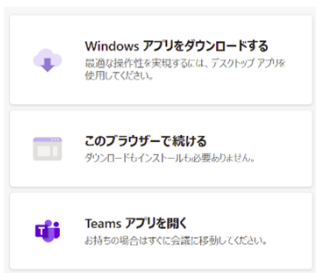 Windows アプリをダウンロードする
最適な操作性を実現するには、デスクトップ アプリを
使用してください。
このブラウザーで続ける
ダウンロードもインストールも必要ありません。
Teams アプリを開く
お持ちの場合はすぐに会議に移動してください。